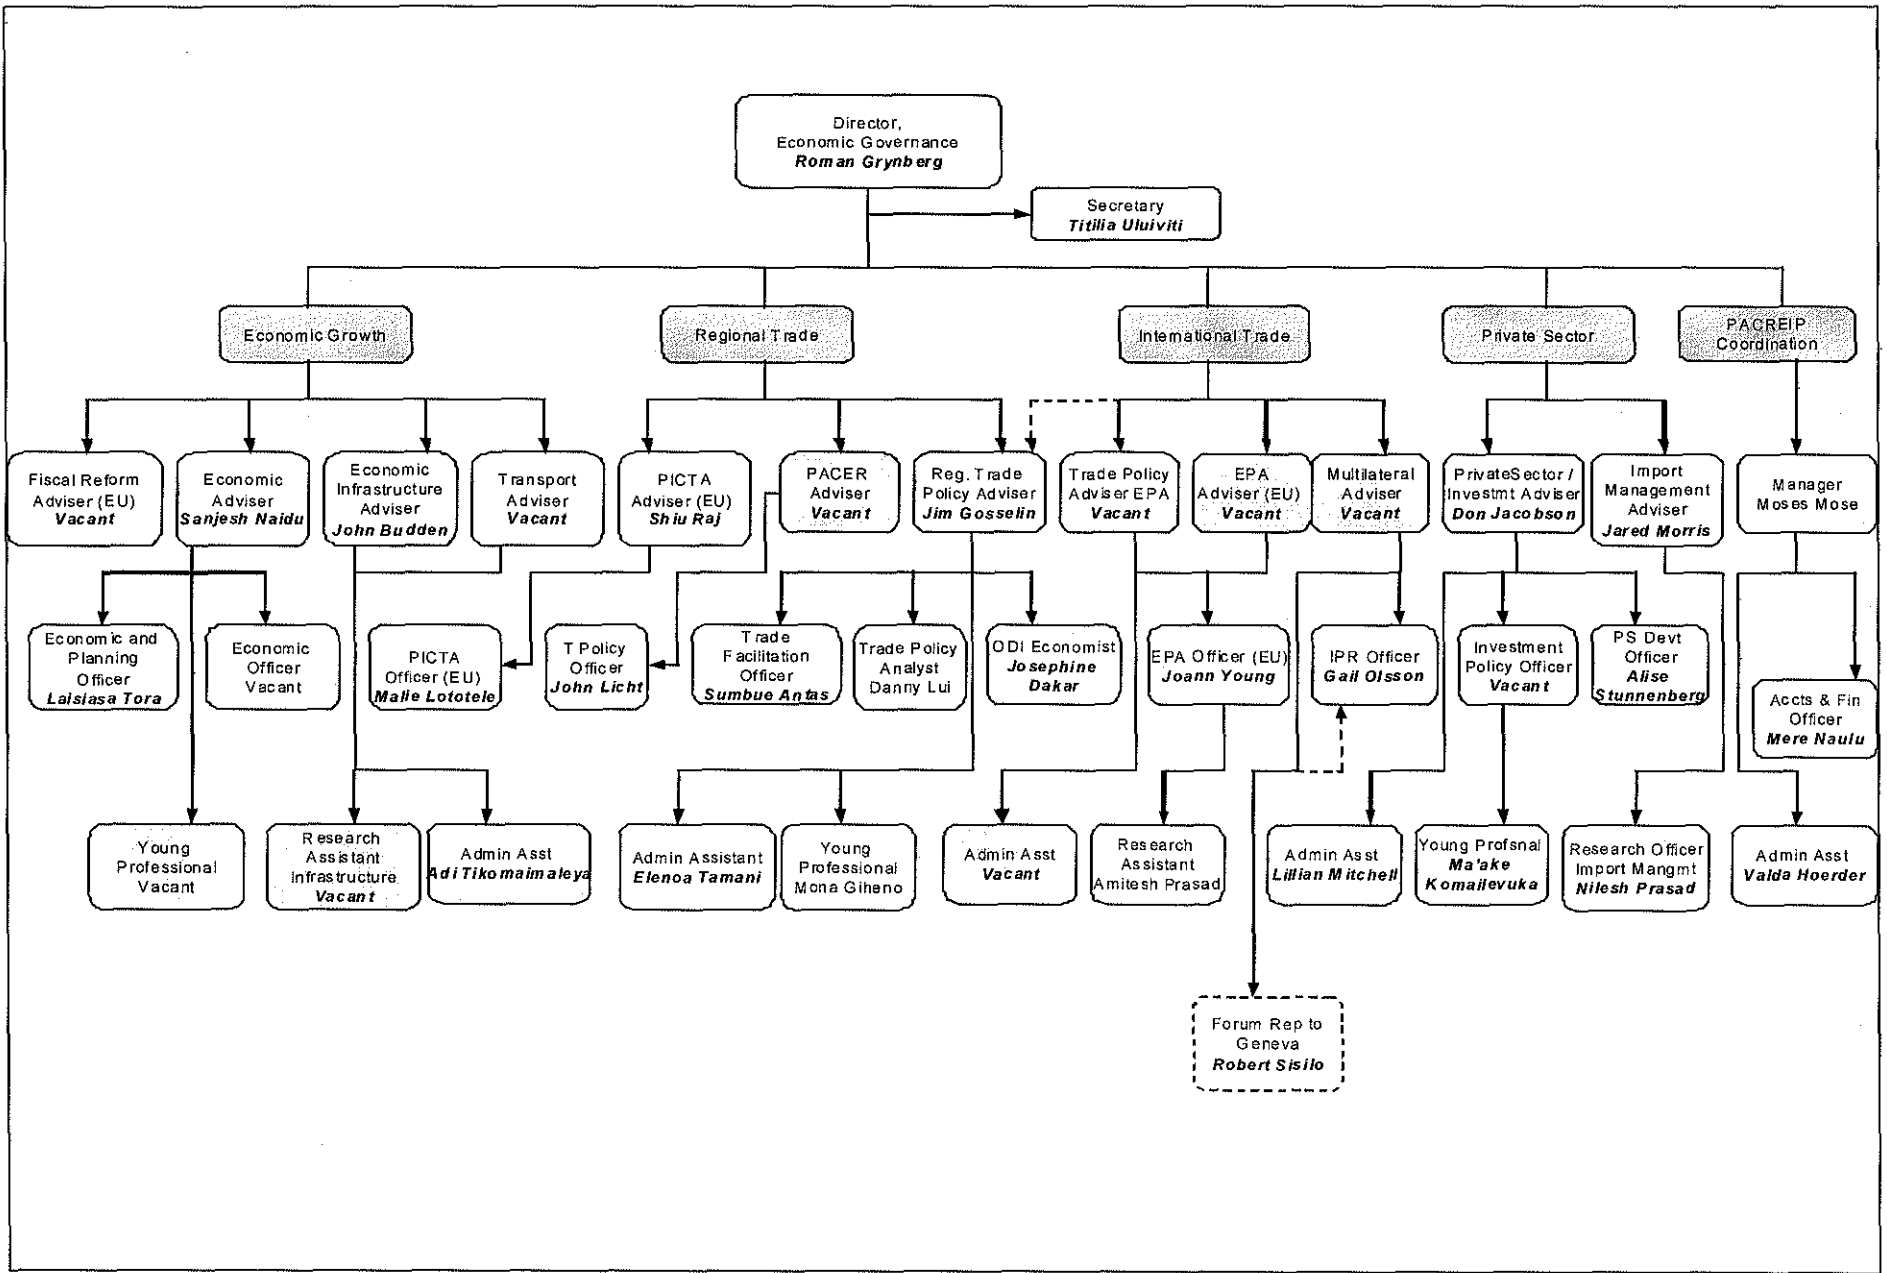 Director,
Economic Governance
Roman Grynberg
Secretary
Titilia Uluiviti
Economic Growth
Regional Trade
International Trade
Private Sector
PACREIP
Coordination
Fiscal Reform
Adviser (EU)
Vacant
Economic
Adviser
Sanjesh Naidu
Economic
Infrastructure
Adviser
John Budden
Transport
Adviser
Vacant
PICTA
Adviser (EU)
Shiu Raj
PACER
Adviser
Vacant
Reg. Trade
Policy Adviser
Jim Gosselin
Trade Policy
Adviser EPA
Vacant
EPA
Adviser (EU)
Vacant
Multilateral
Adviser
Vacant
PrivateSector /
Investmt Adviser
Don Jacobson
Import
Management
Adviser
Jared Morris
Manager
Moses Mose
Economic and
Planning
Officer
Laisiasa Tora
Economic
Officer
Vacant
PICTA
Officer (EU)
Malie Lototele
T Policy
Officer
John Licht
Trade
Facilitation
Officer
Sumbue Antas
Trade Policy
Analyst
Danny Lui
ODI Economist
Josephine
Dakar
EPA Officer (EU)
Joann Young
IPR Officer
Gail Olsson
Investment
Policy Officer
Vacant
PS Devt
Officer
Alise
Stunnenberg
Accts & Fin
Officer
Mere Naulu
Young
Professional
Vacant
Research
Assistant
Infrastructure
Vacant
Admin Asst
Adi Tikomaimaleya
Admin Assistant
Elenoa Tamani
Young
Professional
Mona Giheno
Admin Asst
Vacant
Research
Assistant
Amitesh Prasad
Admin Asst
Lillian Mitchell
Young Profsnal
Ma'ake
Komailevuka
Research Officer
Import Mangmt
Nilesh Prasad
Admin Asst
Valda Hoerder
Forum Rep to
Geneva
Robert Sisilo